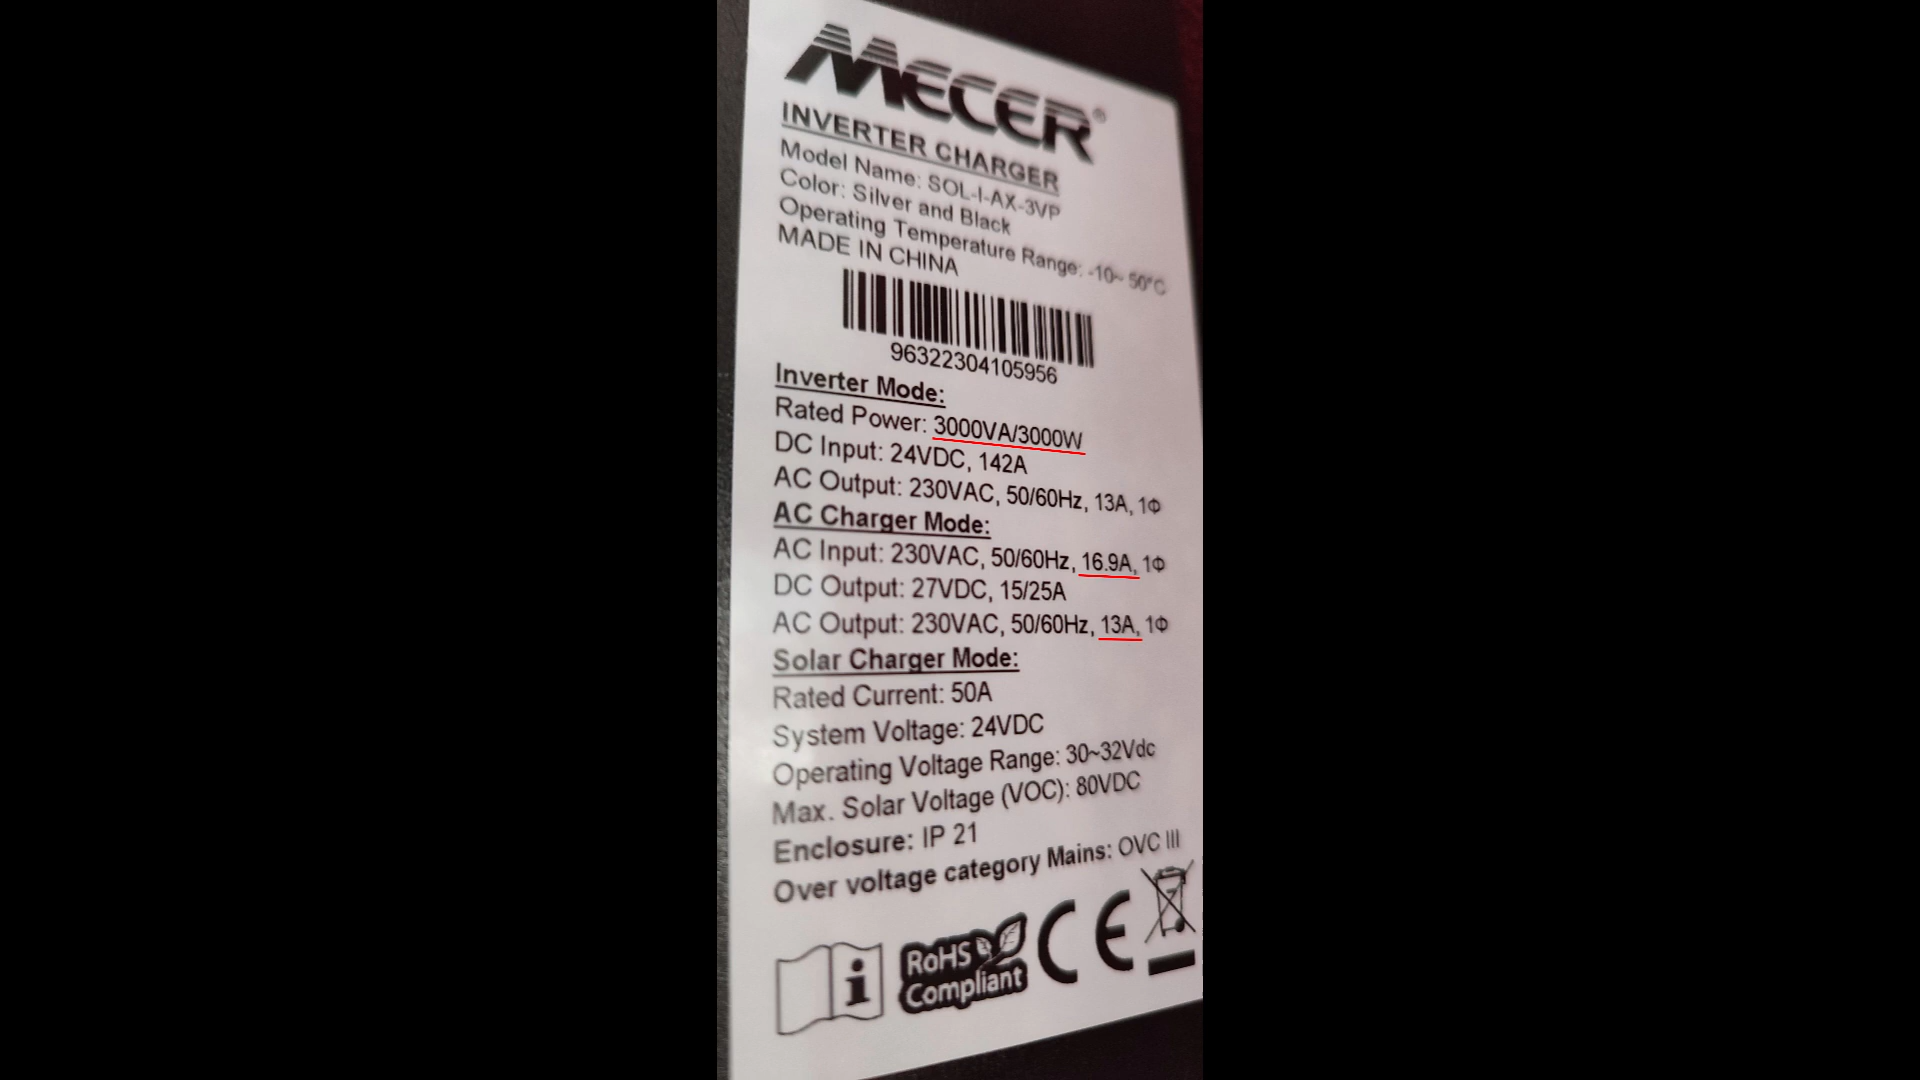 MECER®
INVERTER CHARGER
Model Name: SOL-I-AX-3VP
Color: Silver and Black
Operating Temperature Range: -10~ 50°C
MADE IN CHINA
96322304105956
Inverter Mode:
Rated Power: 3000VA/3000W
DC Input: 24VDC, 142A
AC Output: 230VAC, 50/60Hz, 13A, 1Φ
AC Charger Mode:
AC Input: 230VAC, 50/60Hz, 16.9A, 1Φ
DC Output: 27VDC, 15/25A
AC Output: 230VAC, 50/60Hz, 13A, 1Φ
Solar Charger Mode:
Rated Current: 50A
System Voltage: 24VDC
Operating Voltage Range: 30~32Vdc
Max. Solar Voltage (VOC): 80VDC
Enclosure: IP 21
Over voltage category Mains: OVC III
i
RoHS
Compliant
CE